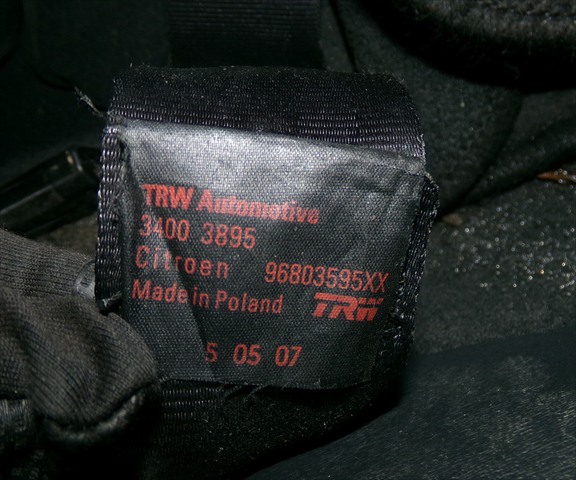 TRW Automotive
3400 3895
Citroen 96803595XX
Made in Poland TRW
5 05 07